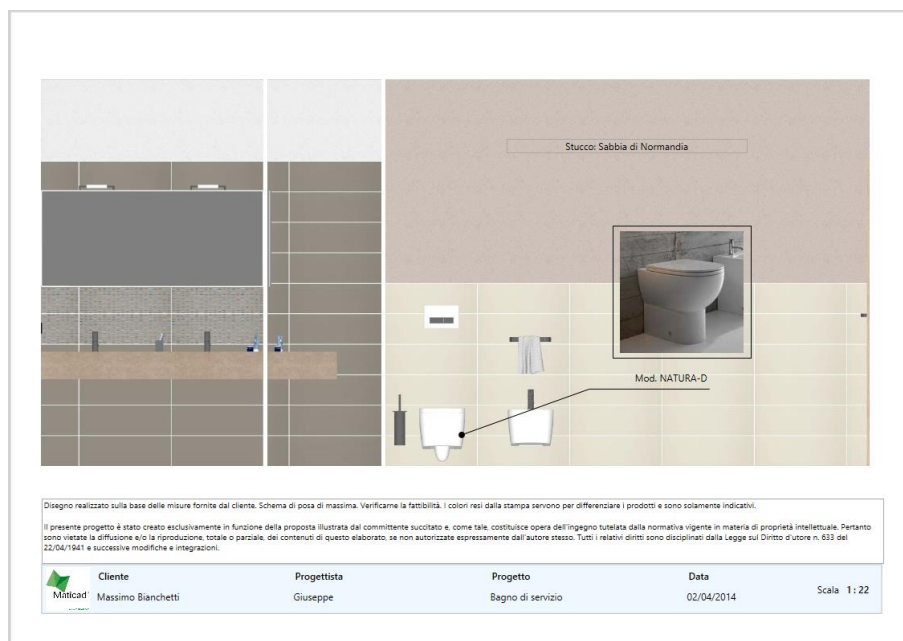 Stucco: Sabbia di Normandia
Mod. NATURA-D
Disegno realizzato sulla base delle misure fornite dal cliente. Schema di posa di massima. Verificarne la fattibilità. I colori resi dalla stampa servono per differenziare i prodotti e sono solamente indicativi.
Il presente progetto è stato creato esclusivamente in funzione della proposta illustrata dal committente succitato e, come tale, costituisce opera dell'ingegno tutelata dalla normativa vigente in materia di proprietà intellettuale. Pertanto
sono vietate la diffusione e/o la riproduzione, totale o parziale, dei contenuti di questo elaborato, se non autorizzate espressamente dall'autore stesso. Tutti i relativi diritti sono disciplinati dalla Legge sul Diritto d'utore n. 633 del
22/04/1941 e successive modifiche e integrazioni.
Maticad
Cliente Progettista Progetto Data
Massimo Bianchetti Giuseppe Bagno di servizio 02/04/2014
Scala 1 : 22